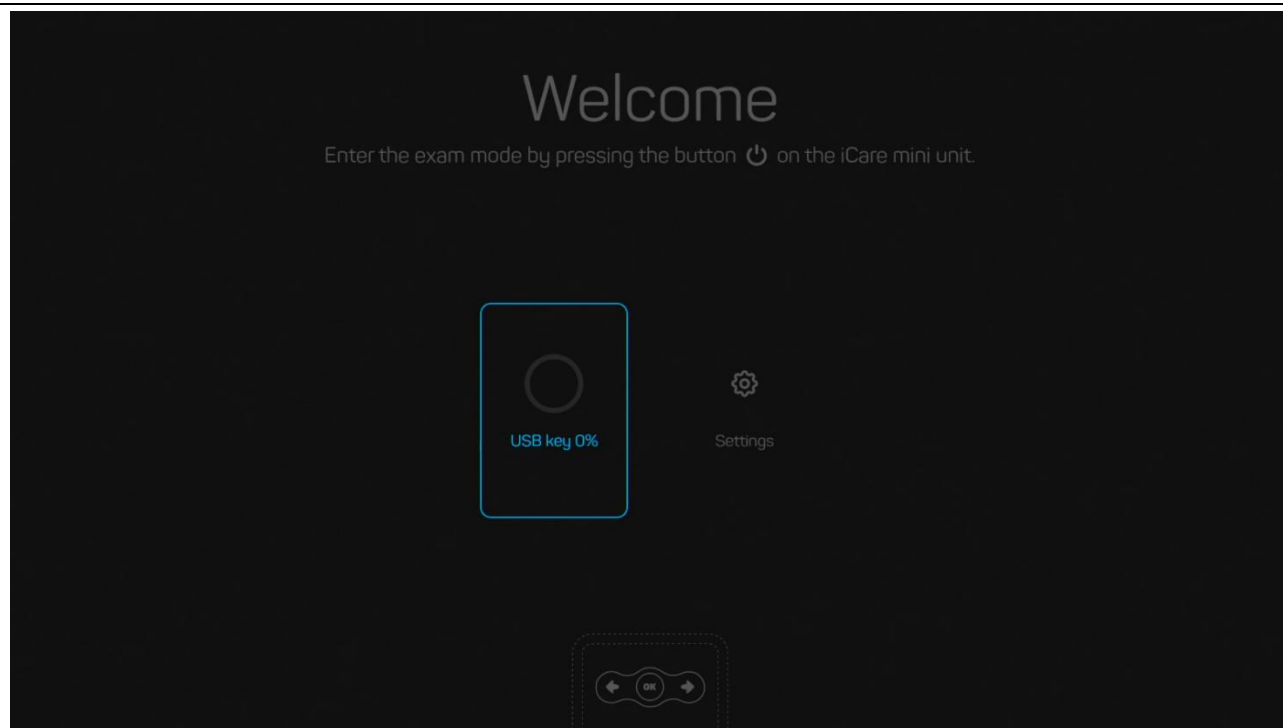 Welcome
Enter the exam mode by pressing the button on the iCare mini unit.
USB key 0%
Settings
OK